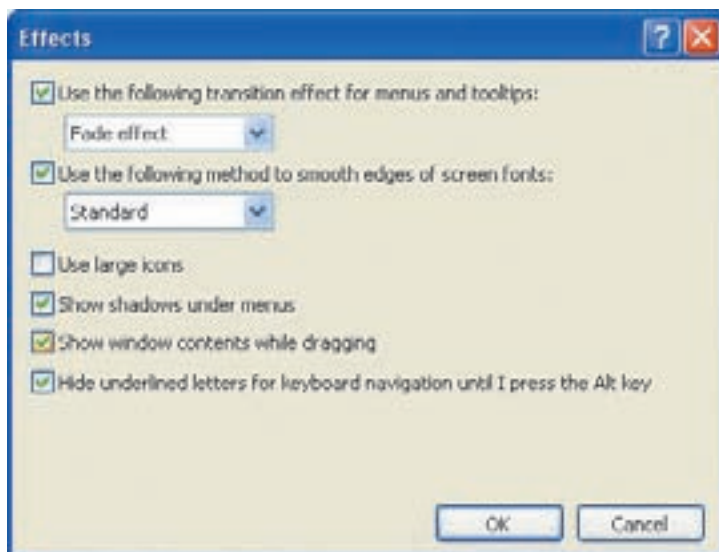 Effects
Use the following transition effect for menus and tooltips:
Fade effect
Use the following method to smooth edges of screen fonts:
Standard
Use large icons
Show shadows under menus
Show window contents while dragging
Hide underlined letters for keyboard navigation until I press the Alt key
OK Cancel